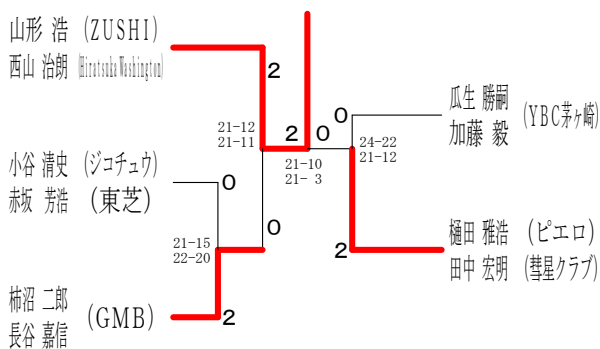 山形 浩 (ZUSHI)
西山 治朗 (Hiratsuka Washington)
2
21-12
21-11
2
0
21-10
21- 3
小谷 清史 (ジコチュウ)
赤坂 芳浩 (東芝)
0
0
21-15
22-20
柿沼 二郎
長谷 嘉信
(GMB)
2
0
瓜生 勝嗣
加藤 毅
(YBC茅ヶ崎)
24-22
21-12
樋田 雅浩 (ピエロ)
田中 宏明 (彗星クラブ)
2